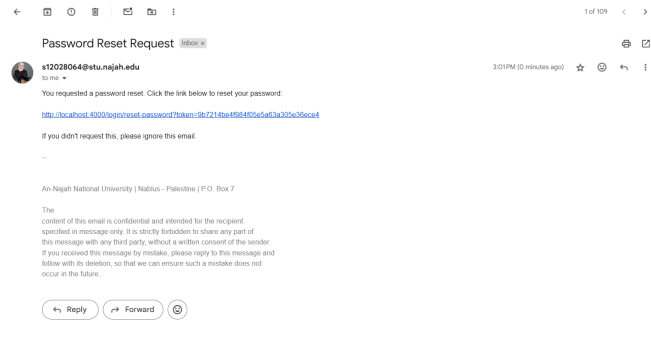 1 of 109
Password Reset Request Inbox ×
s12028064@stu.najah.edu 3:01 PM (0 minutes ago)
to me
You requested a password reset. Click the link below to reset your password:
http://localhost:4000/login/reset-password?token=9b7214be4f984f05e5a63a305e36ece4
If you didn't request this, please ignore this email.
--
An-Najah National University | Nablus - Palestine | P.O. Box 7
The
content of this email is confidential and intended for the recipient
specified in message only. It is strictly forbidden to share any part of
this message with any third party, without a written consent of the sender.
If you received this message by mistake, please reply to this message and
follow with its deletion, so that we can ensure such a mistake does not
occur in the future.
Reply Forward